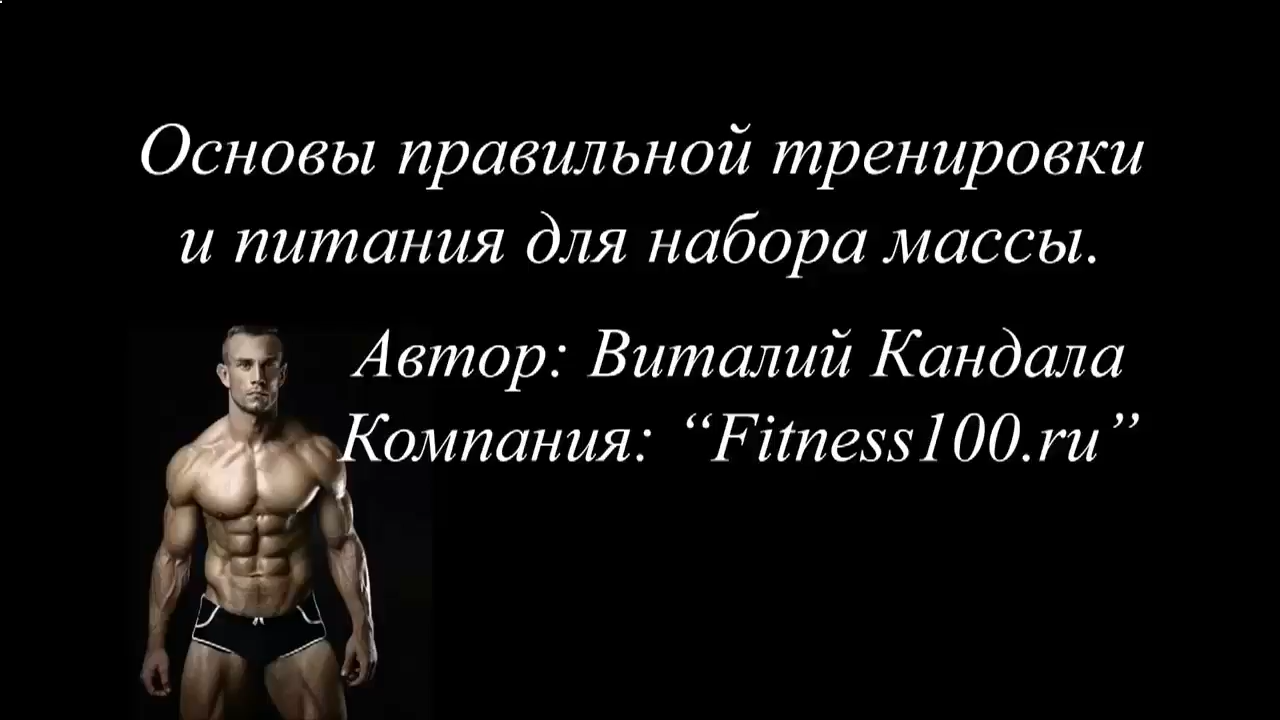 Основы правильной тренировки
и питания для набора массы.
Автор: Виталий Кандала
Компания: “Fitness100.ru”